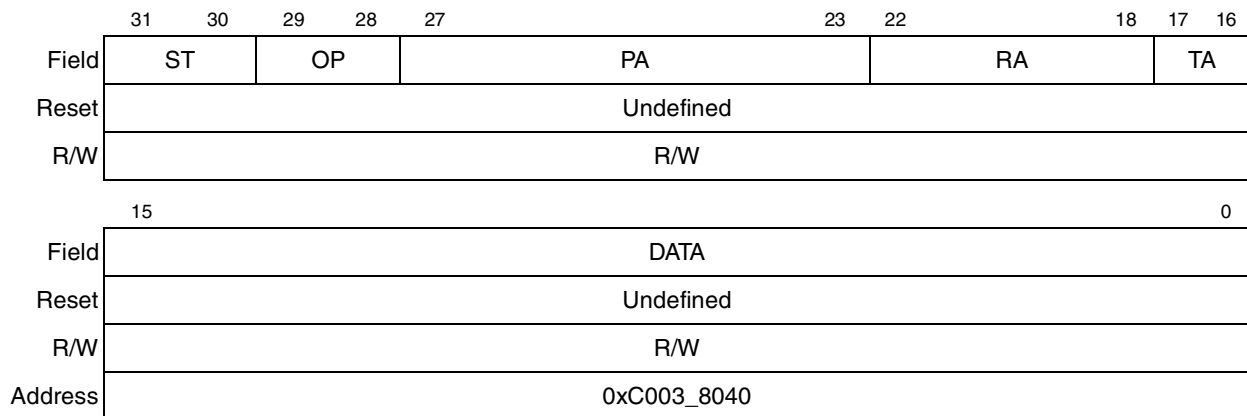 31 30 29 28 27 23 22 18 17 16
Field ST OP PA RA TA
Reset Undefined
R/W R/W
15 0
Field DATA
Reset Undefined
R/W R/W
Address 0xC003_8040